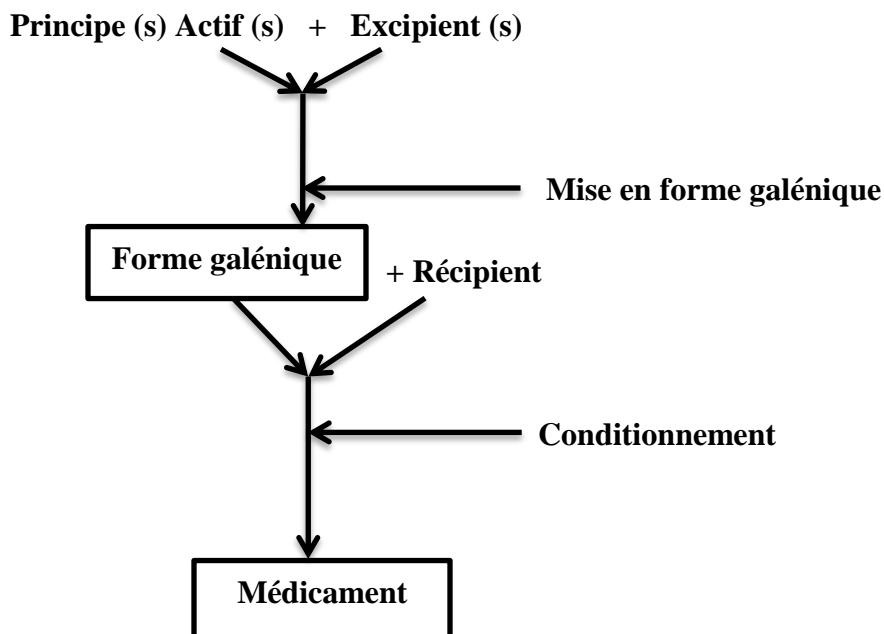 Principe (s) Actif (s) + Excipient (s)
Mise en forme galénique
Forme galénique
+ Récipient
Conditionnement
Médicament